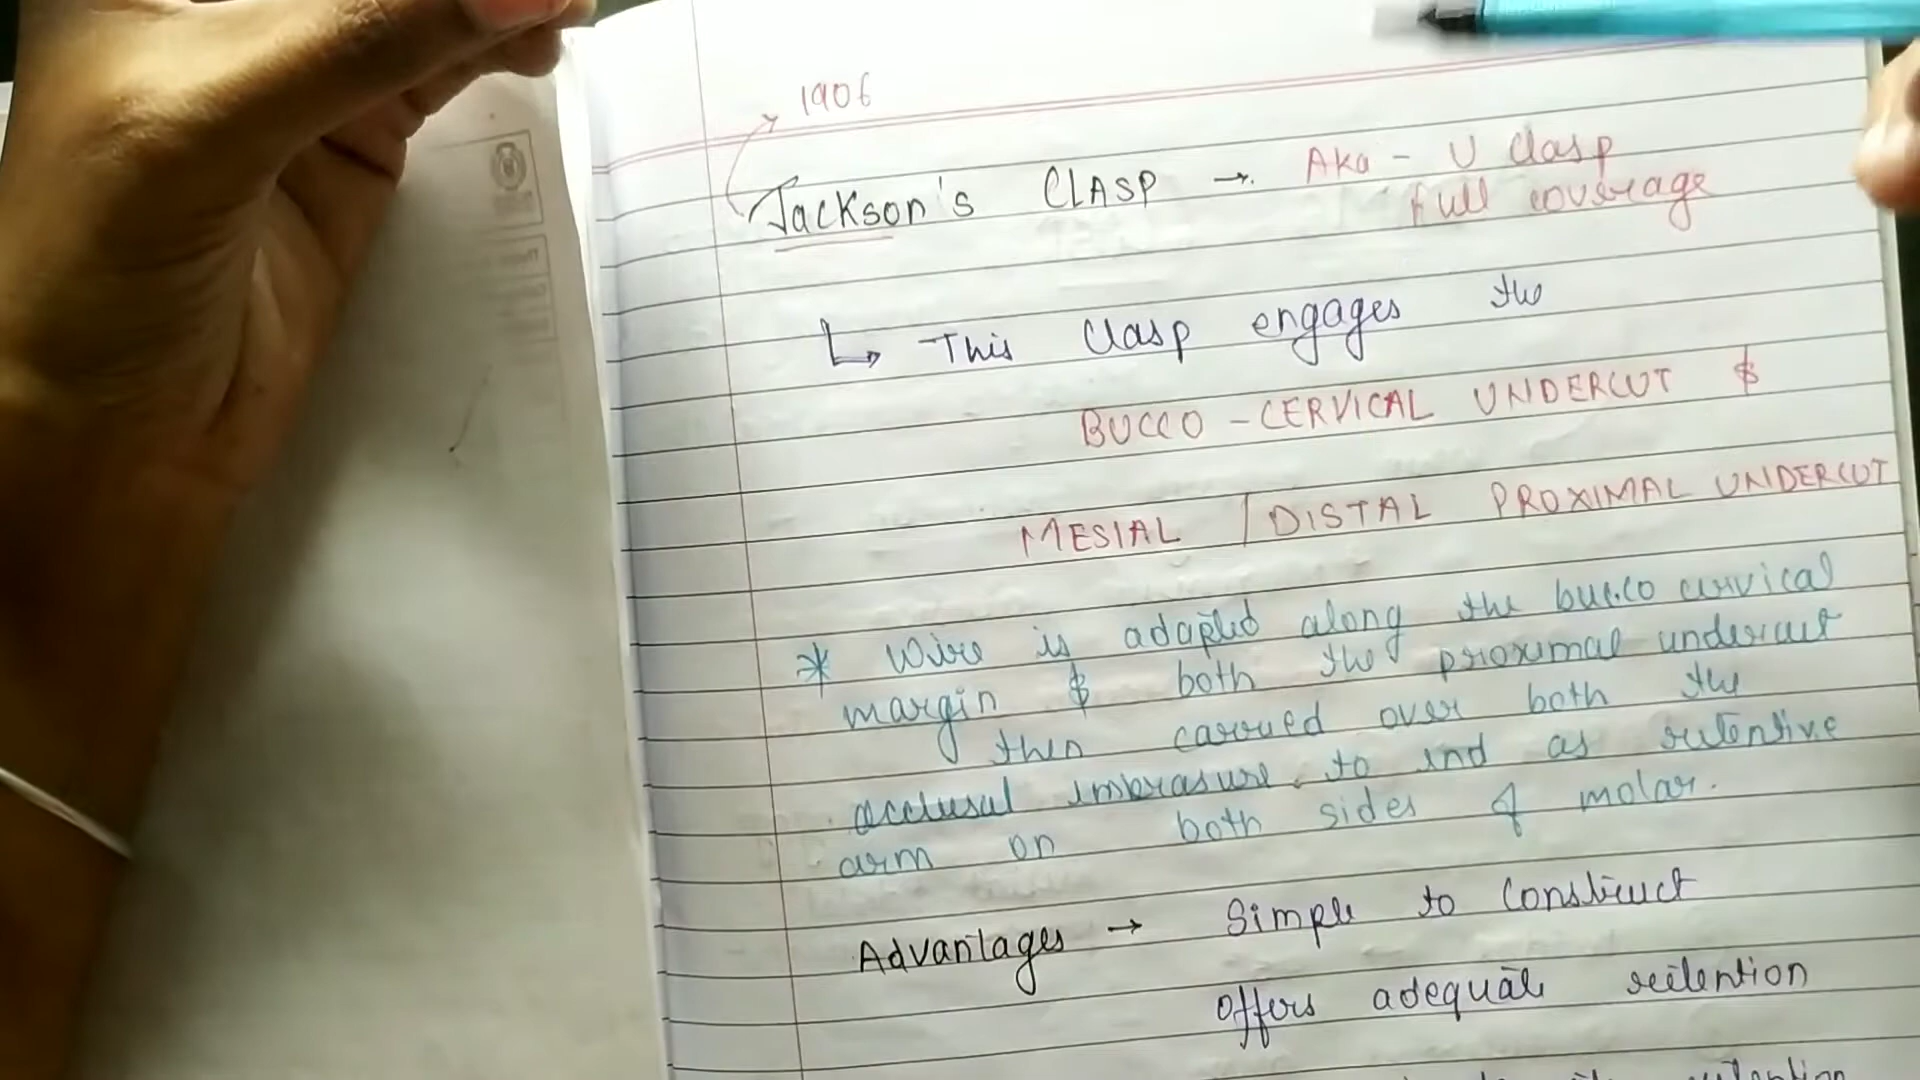 1906
Jackson's CLASP → Aka - U Clasp
full coverage
↳ This Clasp engages the
BUCCO - CERVICAL UNDERCUT &
MESIAL / DISTAL PROXIMAL UNDERCUT
* Wire is adapted along the bucco cervical
margin & both the proximal undercut
then carried over both the
occlusal embrasure to end as retentive
arm on both sides of molar.
Advantages → Simple to Construct
Offers adequate retention